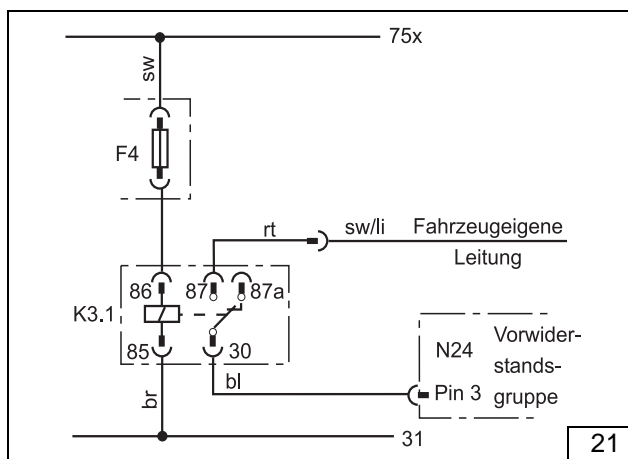 75x
sw
F4
rt
sw/li
Fahrzeugeigene
Leitung
86
87
87a
K3.1
85
30
bl
br
N24
Vorwider-
stands-
gruppe
Pin 3
31
21